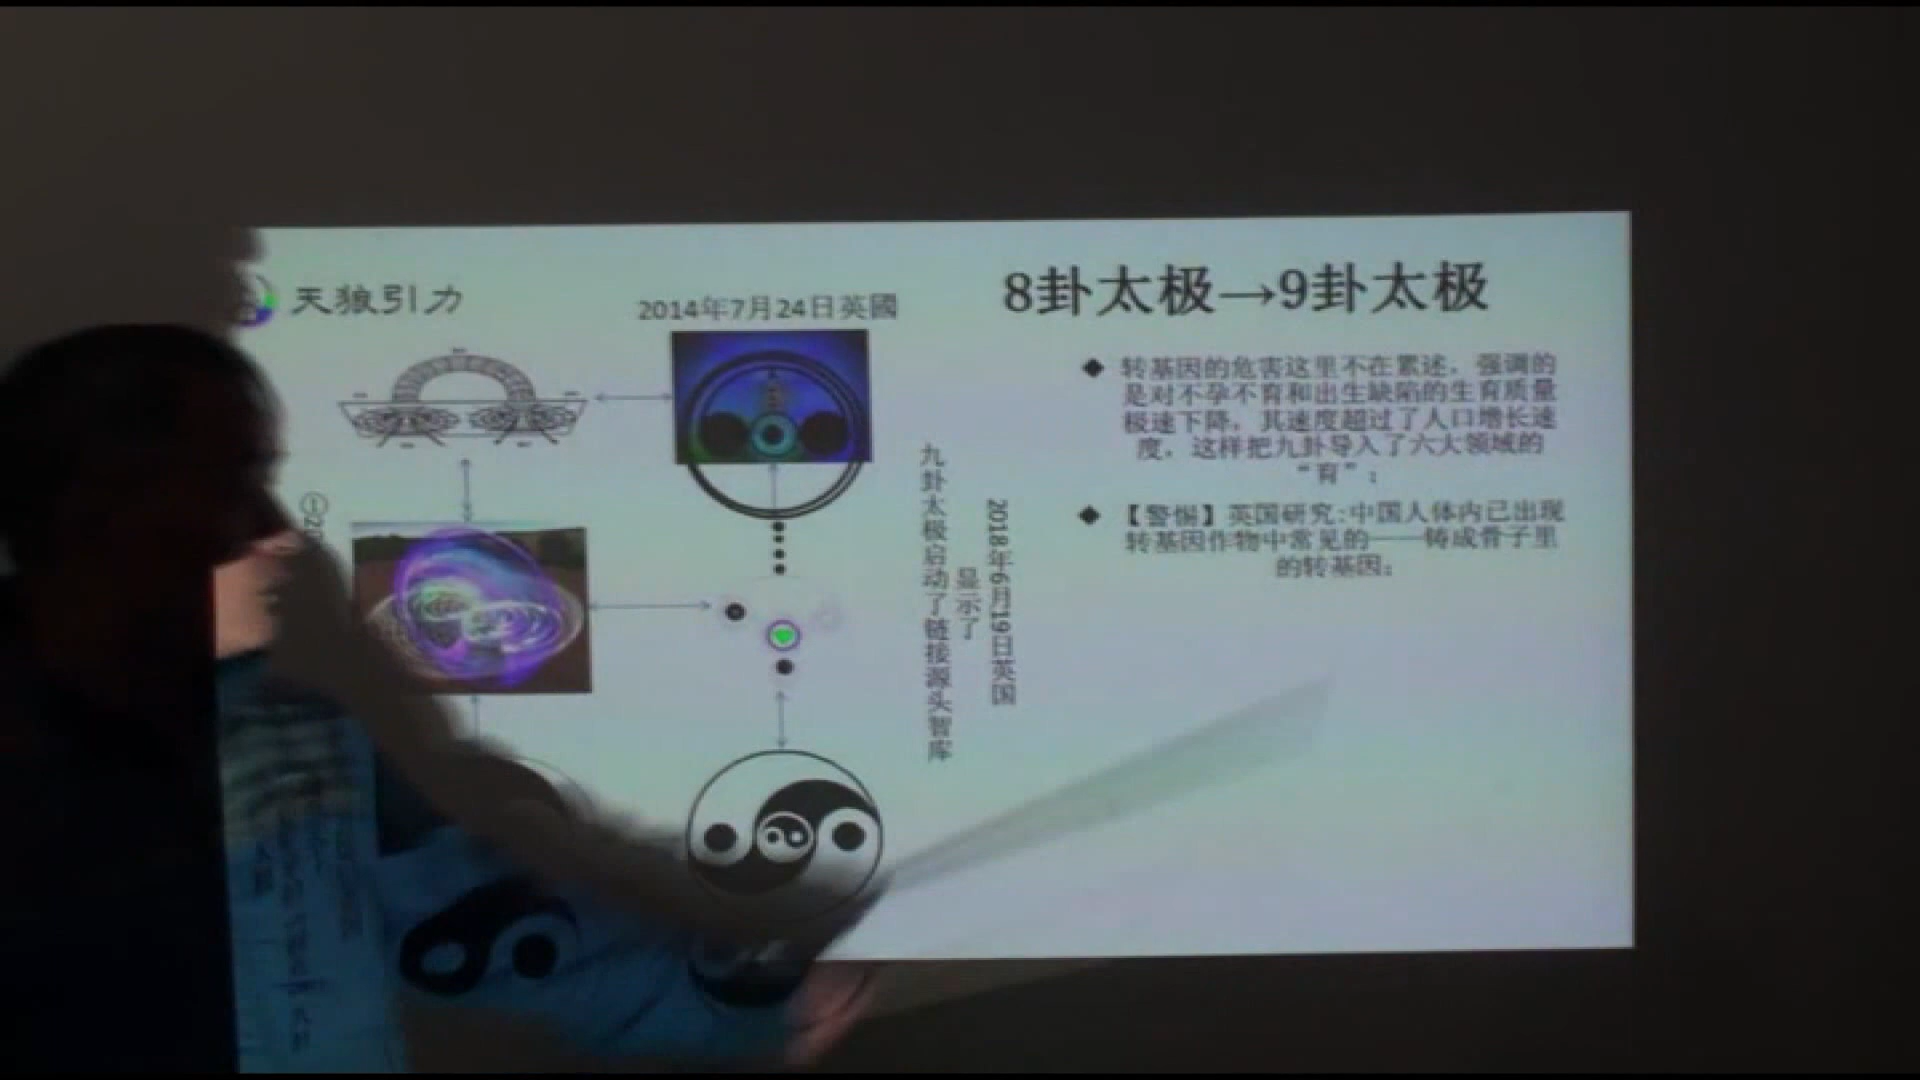 天狼引力
2014年7月24日英國
8卦太极→9卦太极
转基因的危害这里不在累述，强调的
是对不孕不育和出生缺陷的生育质量
极速下降，其速度超过了人口增长速
度，这样把九卦导入了六大领域的
“育”；
【警惕】英国研究:中国人体内已出现
转基因作物中常见的——铸成骨子里
的转基因；
2018年6月19日英国
显示了
九卦太极启动了链接源头智库